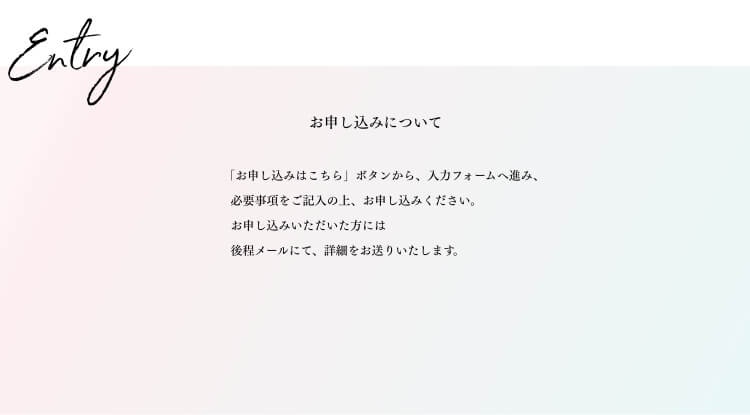 Entry
お申し込みについて
「お申し込みはこちら」ボタンから、入力フォームへ進み、
必要事項をご記入の上、お申し込みください。
お申し込みいただいた方には
後程メールにて、詳細をお送りいたします。